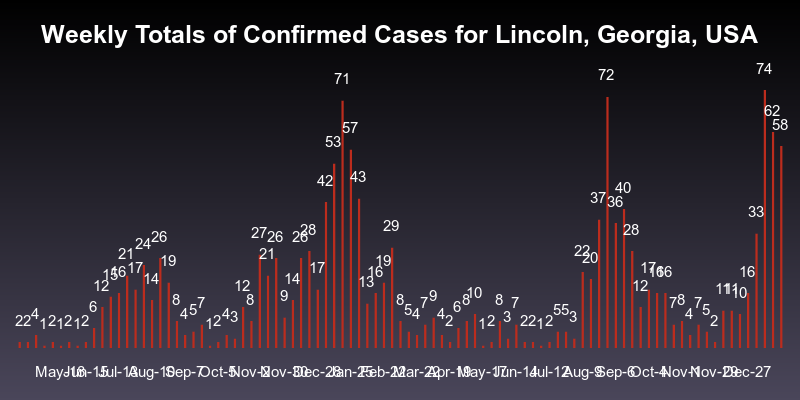 Weekly Totals of Confirmed Cases for Lincoln, Georgia, USA
2 2 4 1 2 1 2 1 2 6 12 15 16 21 17 24 14 26 19 8 4 5 7 1 2 4 3 12 8 27 21 26 9 14 26 28 17 42 53 71 57 43 13 16 19 29 8 5 4 7 9 4 2 6 8 10 1 2 8 3 7 2 2 1 2 5 5 3 22 20 37 72 36 40 28 12 17 16 16 7 8 4 7 5 2 11 11 10 16 33 74 62 58
May-18 Jun-15 Jul-13 Aug-10 Sep-7 Oct-5 Nov-2 Nov-30 Dec-28 Jan-25 Feb-22 Mar-22 Apr-19 May-17 Jun-14 Jul-12 Aug-9 Sep-6 Oct-4 Nov-1 Nov-29 Dec-27